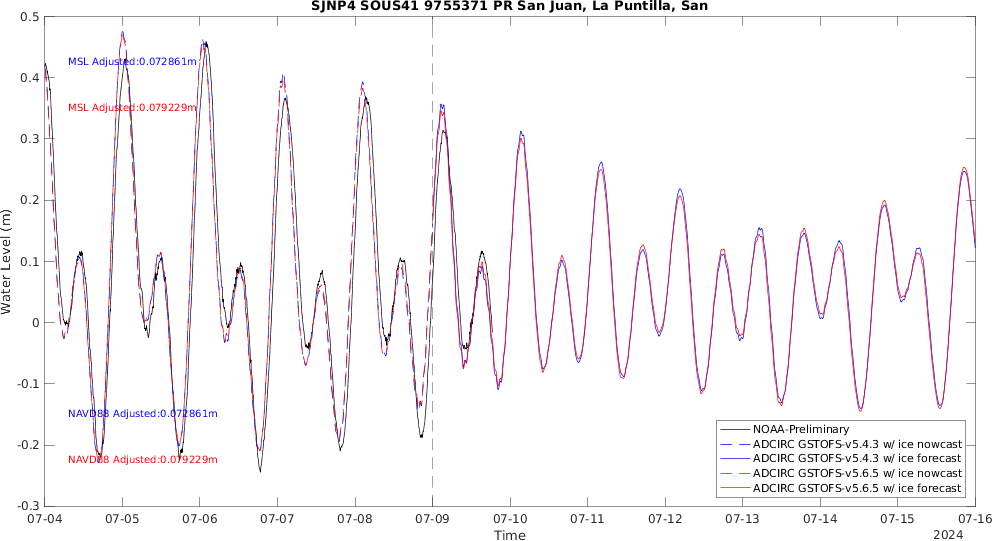 SJNP4 SOUS41 9755371 PR San Juan, La Puntilla, San
0.5
0.4
0.3
0.2
0.1
0
-0.1
-0.2
-0.3
Water Level (m)
MSL Adjusted:0.072861m
MSL Adjusted:0.079229m
NAVD88 Adjusted:0.072861m
NAVD88 Adjusted:0.079229m
NOAA-Preliminary
ADCIRC GSTOFS-v5.4.3 w/ ice nowcast
ADCIRC GSTOFS-v5.4.3 w/ ice forecast
ADCIRC GSTOFS-v5.6.5 w/ ice nowcast
ADCIRC GSTOFS-v5.6.5 w/ ice forecast
07-04 07-05 07-06 07-07 07-08 07-09 07-10 07-11 07-12 07-13 07-14 07-15 07-16
Time
2024